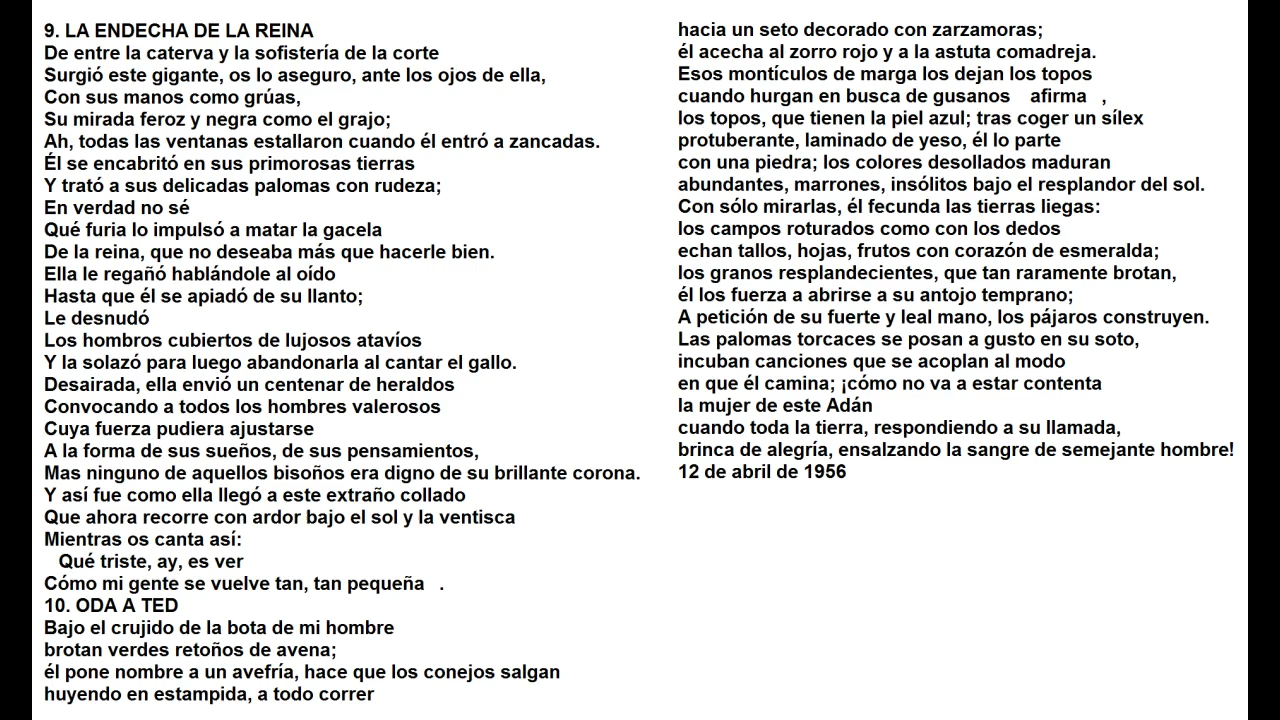 9. LA ENDECHA DE LA REINA
De entre la caterva y la sofistería de la corte
Surgió este gigante, os lo aseguro, ante los ojos de ella,
Con sus manos como grúas,
Su mirada feroz y negra como el grajo;
Ah, todas las ventanas estallaron cuando él entró a zancadas.
Él se encabritó en sus primorosas tierras
Y trató a sus delicadas palomas con rudeza;
En verdad no sé
Qué furia lo impulsó a matar la gacela
De la reina, que no deseaba más que hacerle bien.
Ella le regañó hablándole al oído
Hasta que él se apiadó de su llanto;
Le desnudó
Los hombros cubiertos de lujosos atavíos
Y la solazó para luego abandonarla al cantar el gallo.
Desairada, ella envió un centenar de heraldos
Convocando a todos los hombres valerosos
Cuya fuerza pudiera ajustarse
A la forma de sus sueños, de sus pensamientos,
Mas ninguno de aquellos bisoños era digno de su brillante corona.
Y así fue como ella llegó a este extraño collado
Que ahora recorre con ardor bajo el sol y la ventisca
Mientras os canta así:
Qué triste, ay, es ver
Cómo mi gente se vuelve tan, tan pequeña .
10. ODA A TED
Bajo el crujido de la bota de mi hombre
brotan verdes retoños de avena;
él pone nombre a un avefría, hace que los conejos salgan
huyendo en estampida, a todo correr
hacia un seto decorado con zarzamoras;
él acecha al zorro rojo y a la astuta comadreja.
Esos montículos de marga los dejan los topos
cuando hurgan en busca de gusanos afirma ,
los topos, que tienen la piel azul; tras coger un sílex
protuberante, laminado de yeso, él lo parte
con una piedra; los colores desollados maduran
abundantes, marrones, insólitos bajo el resplandor del sol.
Con sólo mirarlas, él fecunda las tierras liegas:
los campos roturados como con los dedos
echan tallos, hojas, frutos con corazón de esmeralda;
los granos resplandecientes, que tan raramente brotan,
él los fuerza a abrirse a su antojo temprano;
A petición de su fuerte y leal mano, los pájaros construyen.
Las palomas torcaces se posan a gusto en su soto,
incuban canciones que se acoplan al modo
en que él camina; ¡cómo no va a estar contenta
la mujer de este Adán
cuando toda la tierra, respondiendo a su llamada,
brinca de alegría, ensalzando la sangre de semejante hombre!
12 de abril de 1956